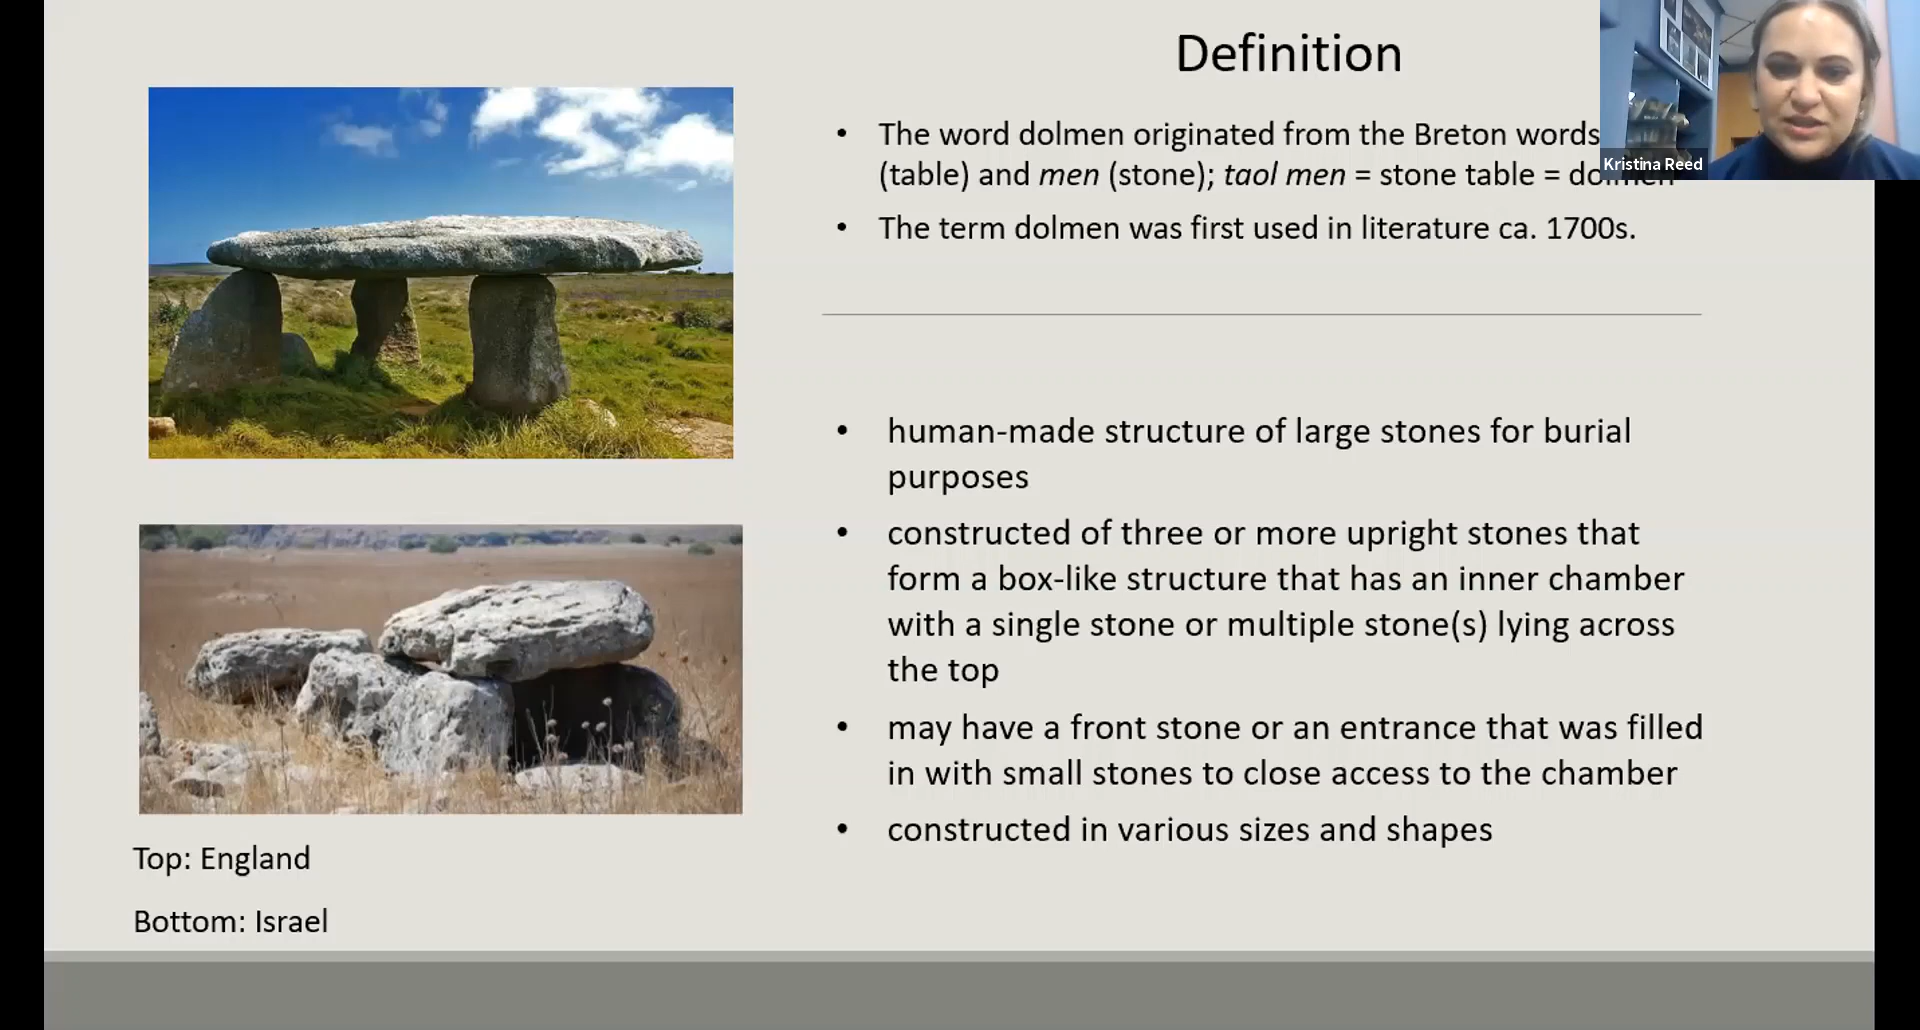 Definition
• The word dolmen originated from the Breton words
(table) and men (stone); taol men = stone table = dolmen
• The term dolmen was first used in literature ca. 1700s.
• human-made structure of large stones for burial
purposes
• constructed of three or more upright stones that
form a box-like structure that has an inner chamber
with a single stone or multiple stone(s) lying across
the top
• may have a front stone or an entrance that was filled
in with small stones to close access to the chamber
• constructed in various sizes and shapes
Top: England
Bottom: Israel
Kristina Reed